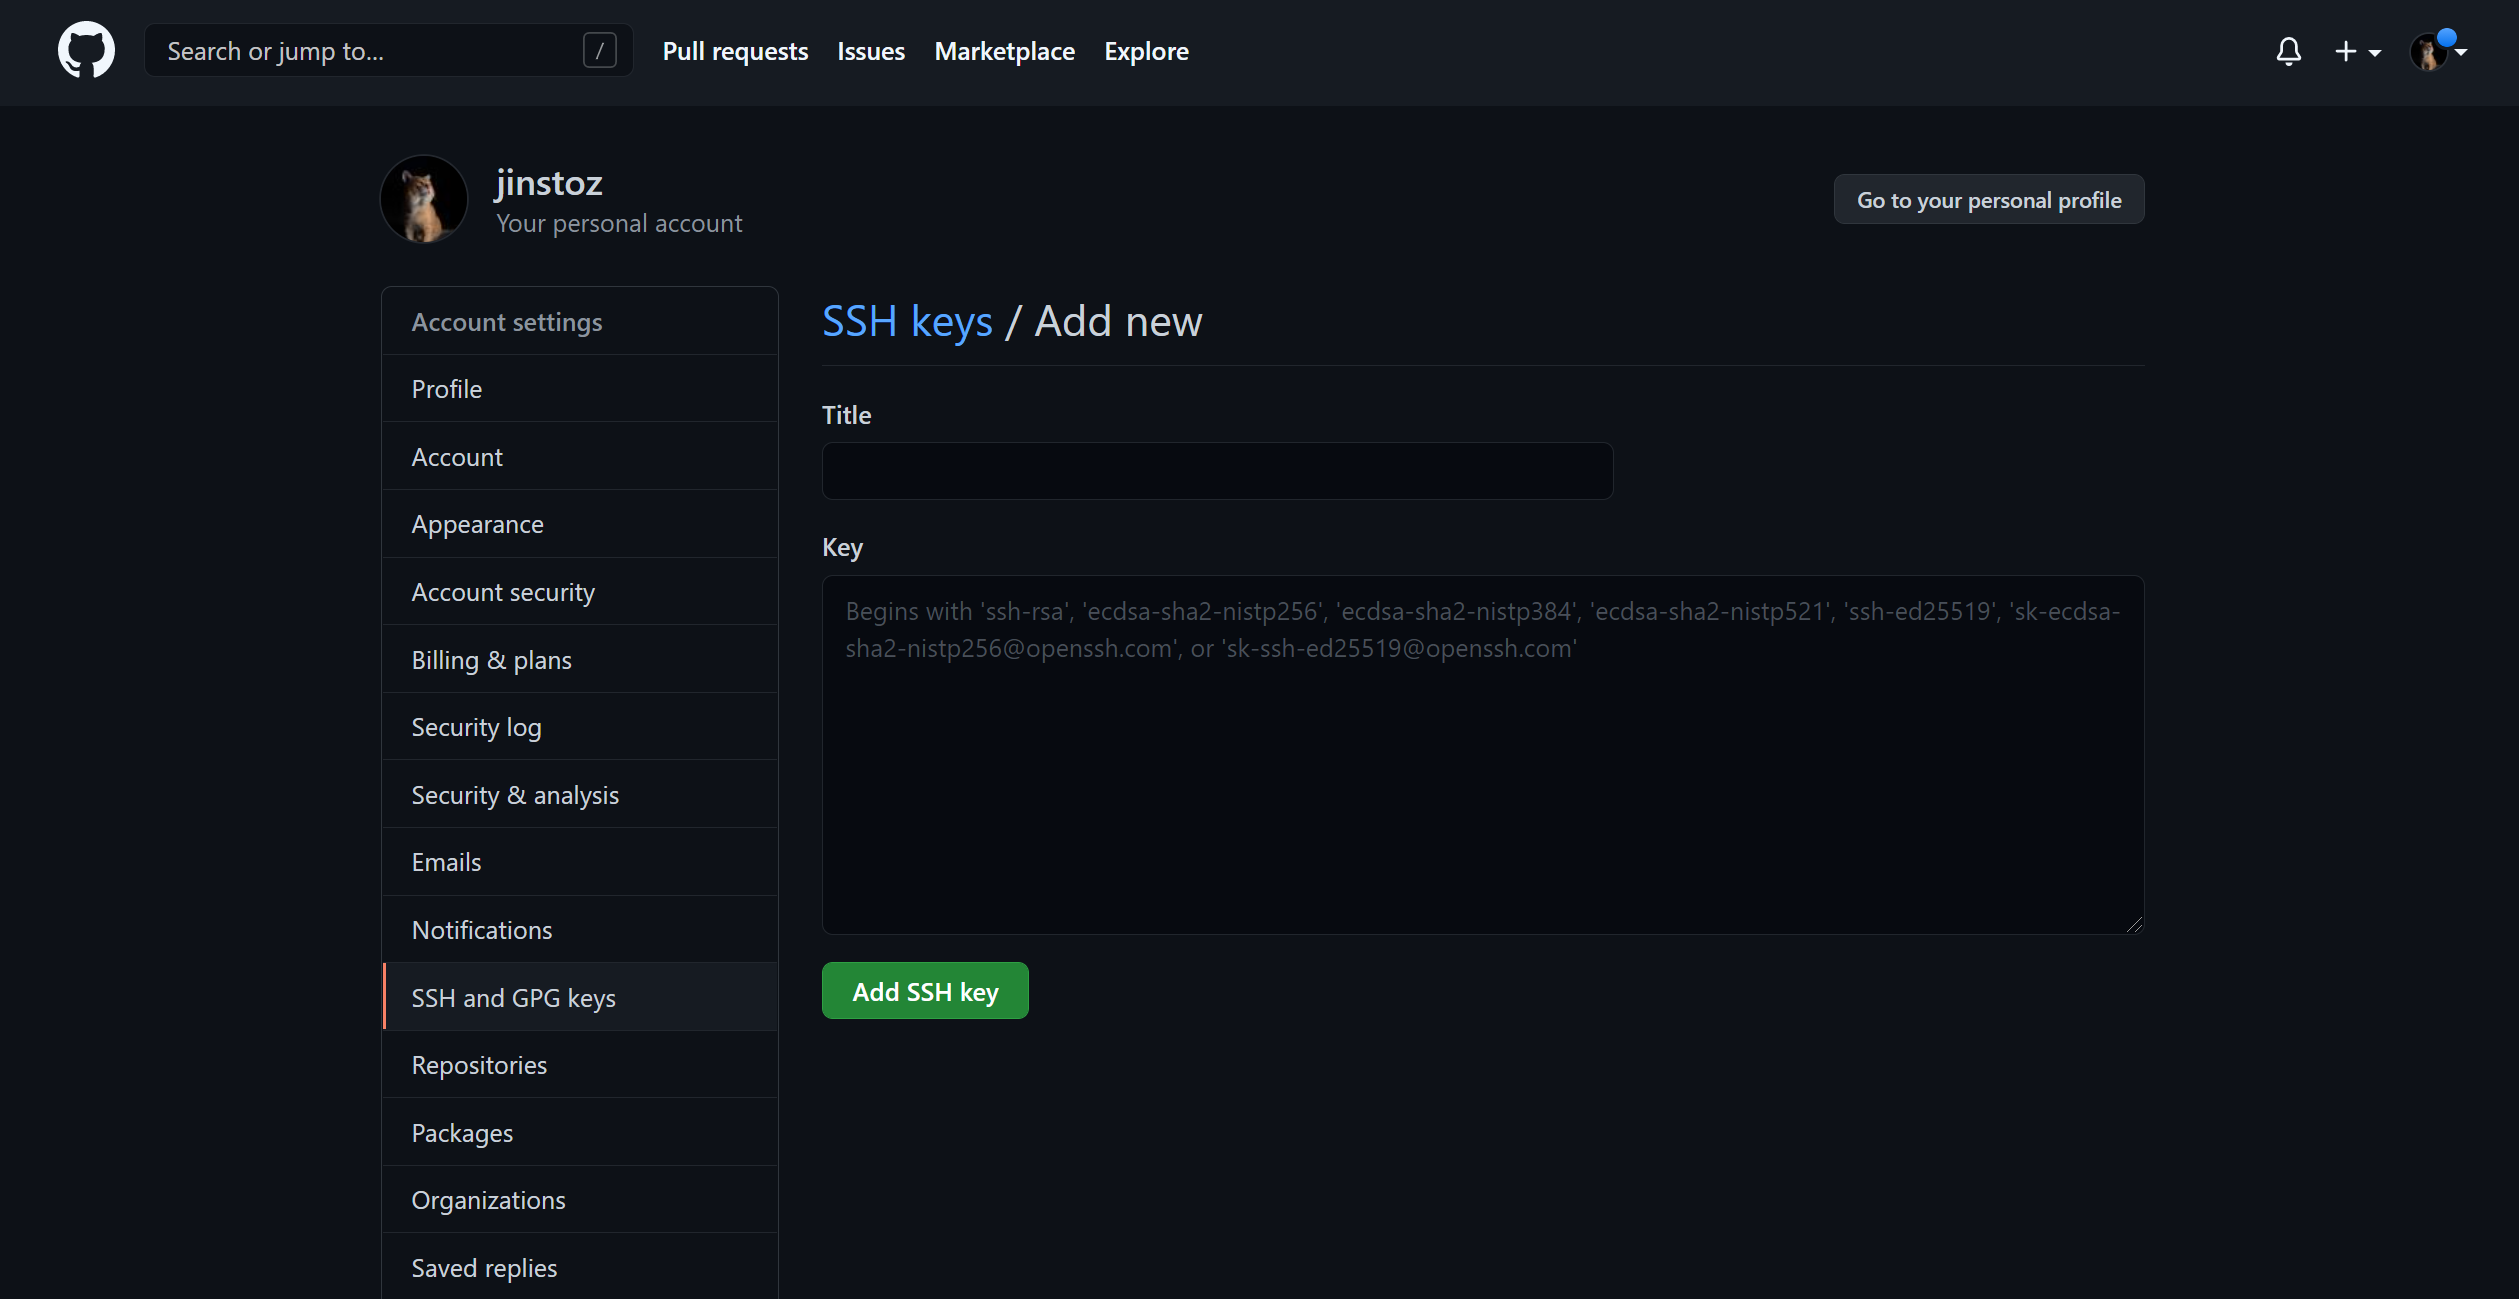 Search or jump to... /
Pull requests Issues Marketplace Explore
jinstoz
Your personal account
Go to your personal profile
Account settings
Profile
Account
Appearance
Account security
Billing & plans
Security log
Security & analysis
Emails
Notifications
SSH and GPG keys
Repositories
Packages
Organizations
Saved replies
SSH keys / Add new
Title
Key
Begins with 'ssh-rsa', 'ecdsa-sha2-nistp256', 'ecdsa-sha2-nistp384', 'ecdsa-sha2-nistp521', 'ssh-ed25519', 'sk-ecdsa-
sha2-nistp256@openssh.com', or 'sk-ssh-ed25519@openssh.com'
Add SSH key